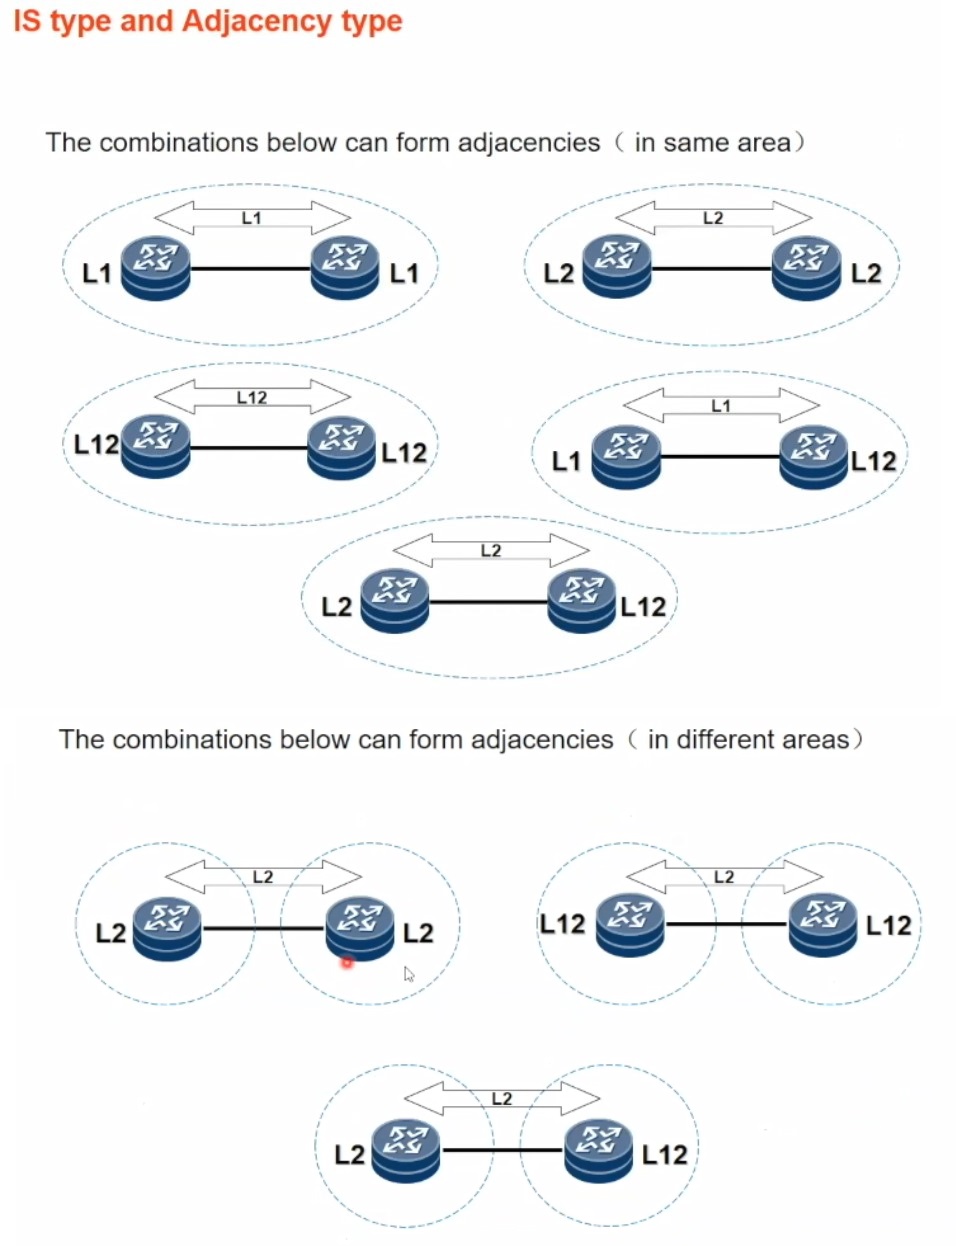 IS type and Adjacency type
The combinations below can form adjacencies（ in same area）
L1
L1
L1
L2
L2
L2
L12
L12
L12
L1
L1
L12
L2
L2
L12
The combinations below can form adjacencies （ in different areas）
L2
L2
L2
L2
L12
L12
L2
L2
L12